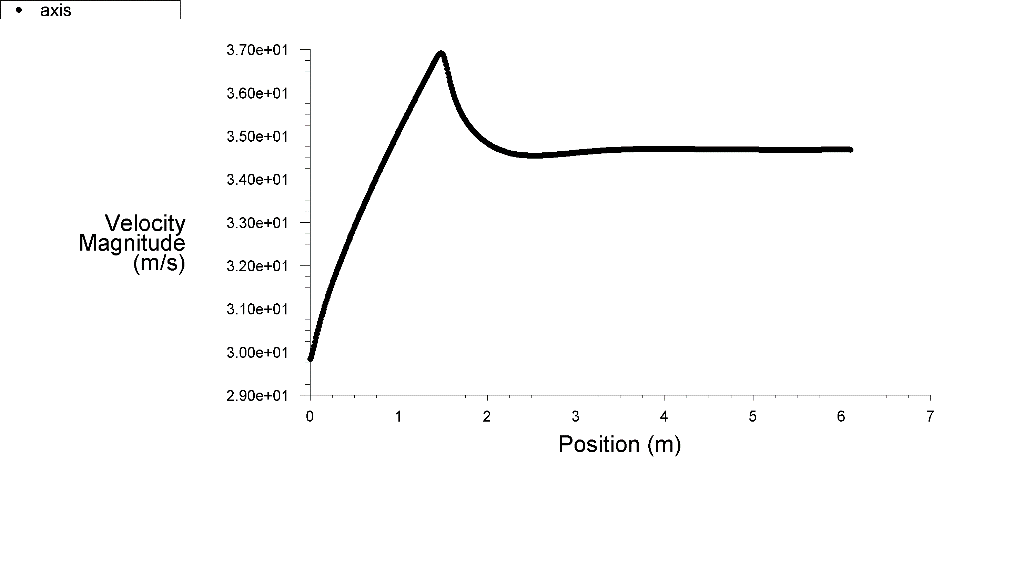 axis
3.70e+01
3.60e+01
3.50e+01
3.40e+01
3.30e+01
3.20e+01
3.10e+01
3.00e+01
2.90e+01
Velocity
Magnitude
(m/s)
0 1 2 3 4 5 6 7
Position (m)